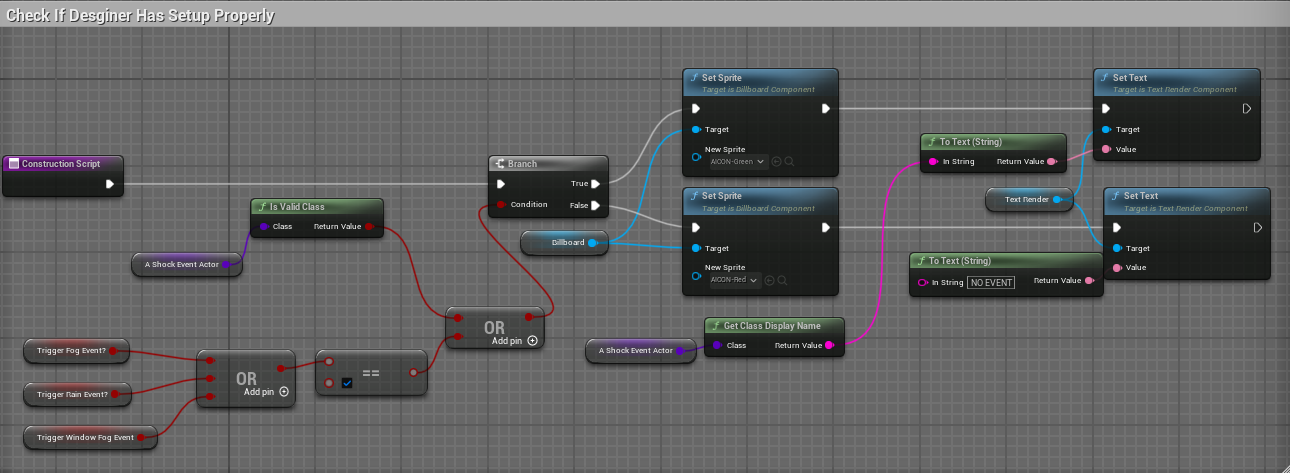 Check If Desginer Has Setup Properly
Construction Script
Is Valid Class
Class
Return Value
A Shock Event Actor
Trigger Fog Event?
Trigger Rain Event?
Trigger Window Fog Event
OR
Add pin
==
OR
Add pin
Branch
True
Condition
False
Billboard
Set Sprite
Target is Billboard Component
Target
New Sprite
AICON-Green
Set Sprite
Target is Billboard Component
Target
New Sprite
AICON-Red
A Shock Event Actor
Get Class Display Name
Class
Return Value
To Text (String)
In String
Return Value
Text Render
To Text (String)
In String
NO EVENT
Return Value
Set Text
Target is Text Render Component
Target
Value
Set Text
Target is Text Render Component
Target
Value